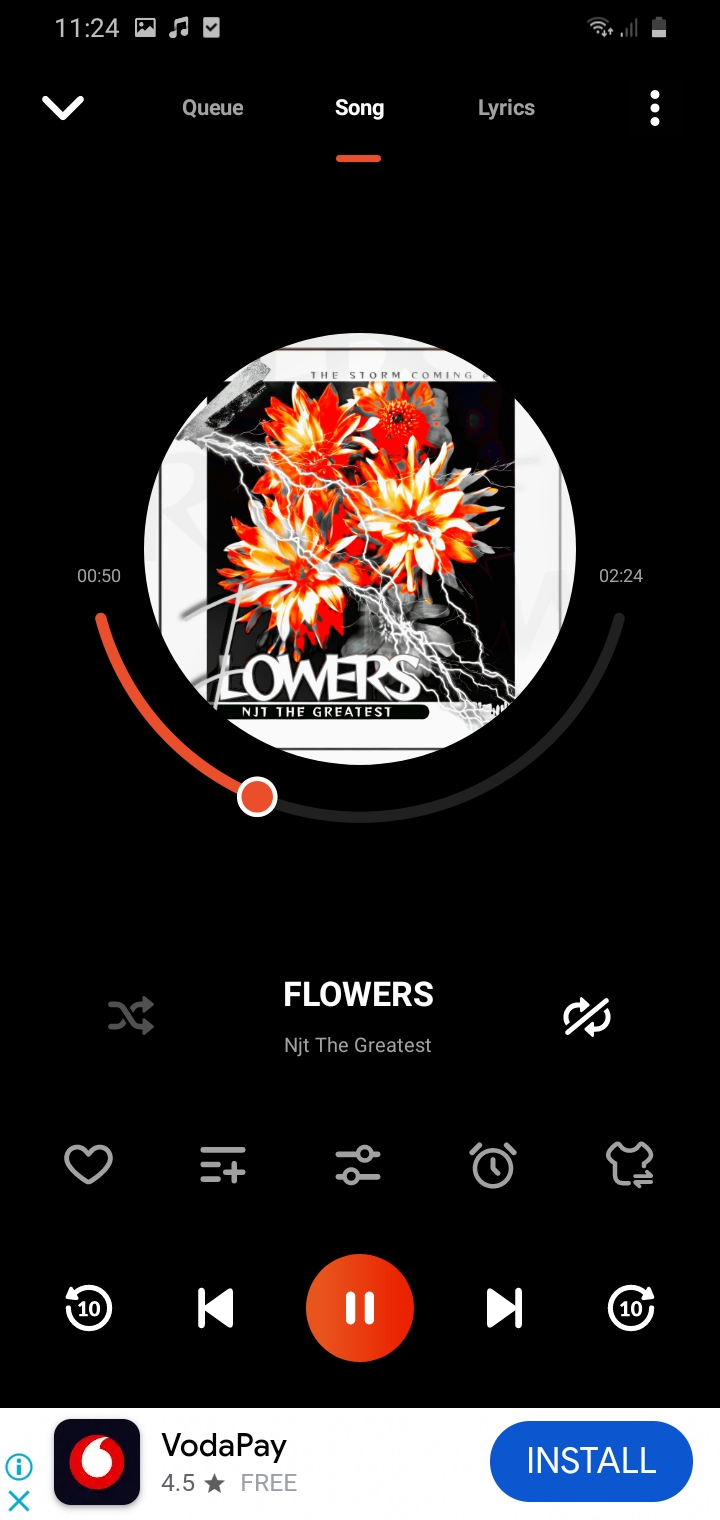 11:24
Queue Song Lyrics
THE STORM COMING
00:50
02:24
FLOWERS
NJT THE GREATEST
FLOWERS
Njt The Greatest
10
10
VodaPay
4.5 ★ FREE
INSTALL